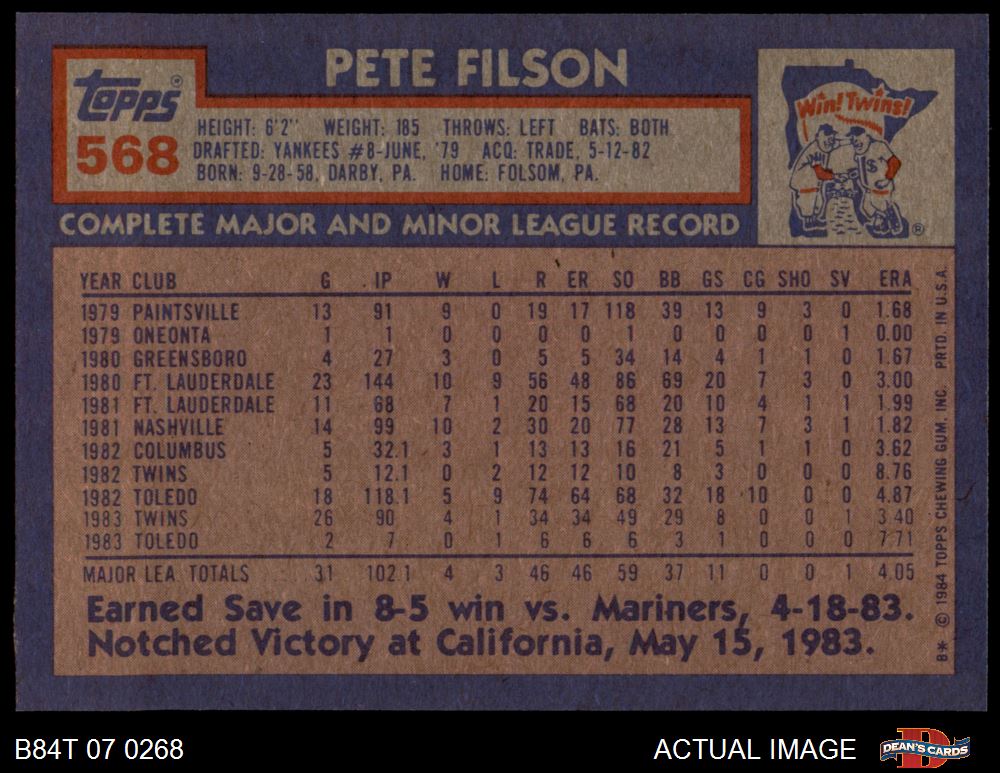 PETE FILSON
TOPPS®
568
HEIGHT: 6'2" WEIGHT: 185 THROWS: LEFT BATS: BOTH
DRAFTED: YANKEES #8-JUNE, '79 ACQ: TRADE, 5-12-82
BORN: 9-28-58, DARBY, PA. HOME: FOLSOM, PA.
Win! Twins!
®
COMPLETE MAJOR AND MINOR LEAGUE RECORD
YEAR CLUB G IP W L R ER SO BB GS CG SHO SV ERA
1979 PAINTSVILLE 13 91 9 0 19 17 118 39 13 9 3 0 1.68
1979 ONEONTA 1 1 0 0 0 0 1 0 0 0 0 1 0.00
1980 GREENSBORO 4 27 3 0 5 5 34 14 4 1 1 0 1.67
1980 FT. LAUDERDALE 23 144 10 9 56 48 86 69 20 7 3 0 3.00
1981 FT. LAUDERDALE 11 68 7 1 20 15 68 20 10 4 1 1 1.99
1981 NASHVILLE 14 99 10 2 30 20 77 28 13 7 3 1 1.82
1982 COLUMBUS 5 32.1 3 1 13 13 16 21 5 1 1 0 3.62
1982 TWINS 5 12.1 0 2 12 12 10 8 3 0 0 0 8.76
1982 TOLEDO 18 118.1 5 9 74 64 68 32 18 10 0 0 4.87
1983 TWINS 26 90 4 1 34 34 49 29 8 0 0 1 3.40
1983 TOLEDO 2 7 0 1 6 6 6 3 1 0 0 0 7.71
MAJOR LEA. TOTALS 31 102.1 4 3 46 46 59 37 11 0 0 1 4.05
Earned Save in 8-5 win vs. Mariners, 4-18-83.
Notched Victory at California, May 15, 1983.
8* © 1984 TOPPS CHEWING GUM, INC. PRTD. IN U.S.A.
B84T 07 0268
ACTUAL IMAGE
DEAN'S CARDS